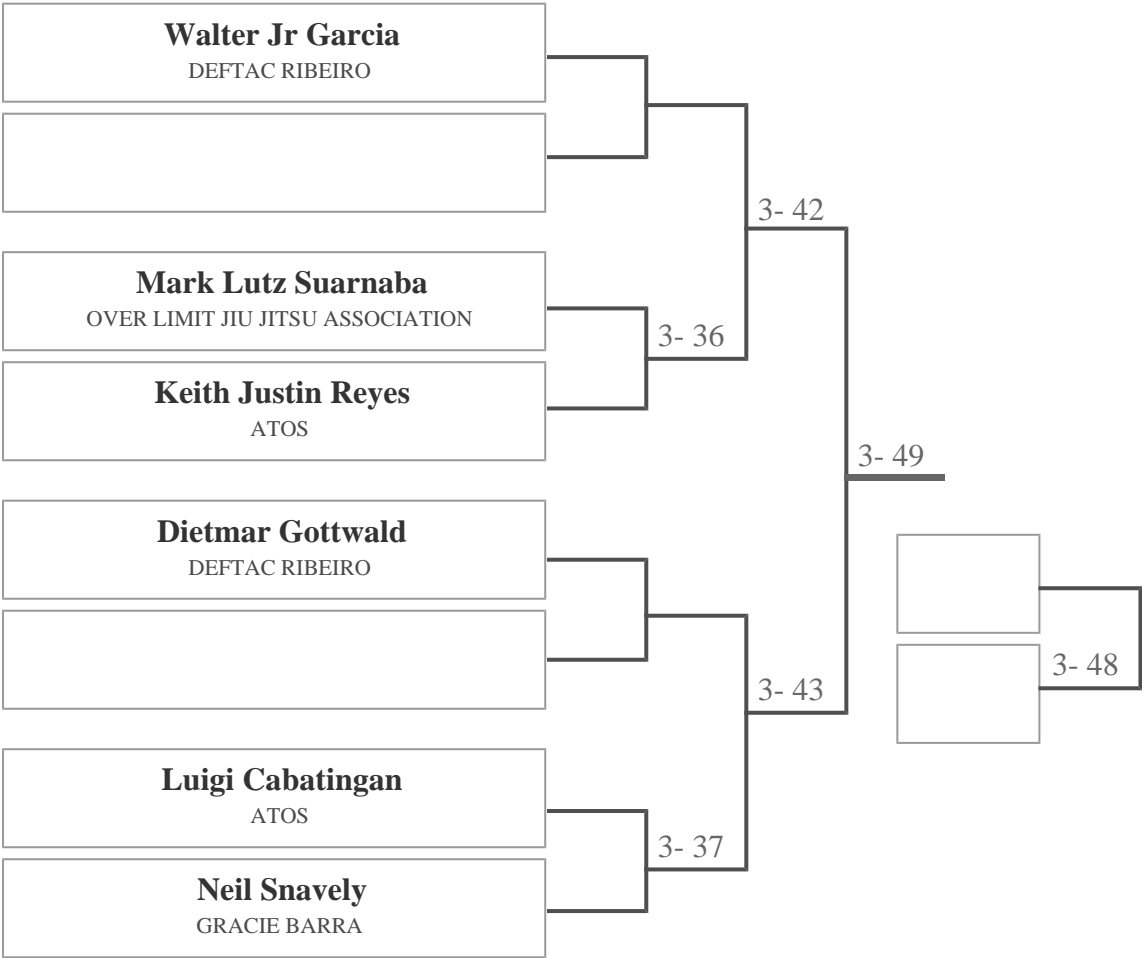 Walter Jr Garcia
DEFTAC RIBEIRO
3- 42
Mark Lutz Suarnaba
OVER LIMIT JIU JITSU ASSOCIATION
3- 36
Keith Justin Reyes
ATOS
3- 49
Dietmar Gottwald
DEFTAC RIBEIRO
3- 48
3- 43
Luigi Cabatingan
ATOS
3- 37
Neil Snavely
GRACIE BARRA